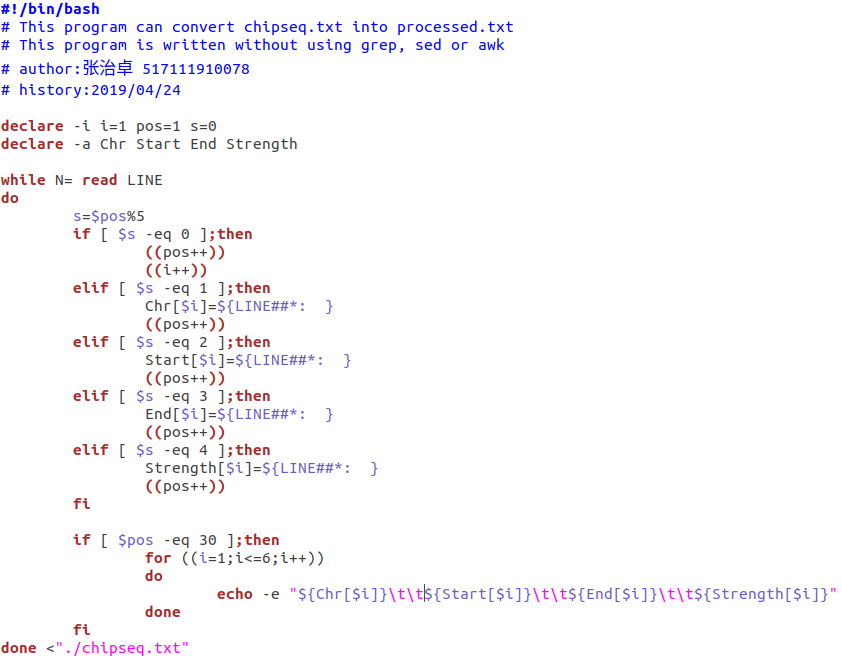 #!/bin/bash
# This program can convert chipseq.txt into processed.txt
# This program is written without using grep, sed or awk
# author:张治卓 517111910078
# history:2019/04/24

declare -i i=1 pos=1 s=0
declare -a Chr Start End Strength

while N= read LINE
do
        s=$pos%5
        if [ $s -eq 0 ];then
                ((pos++))
                ((i++))
        elif [ $s -eq 1 ];then
                Chr[$i]=${LINE##*:  }
                ((pos++))
        elif [ $s -eq 2 ];then
                Start[$i]=${LINE##*:  }
                ((pos++))
        elif [ $s -eq 3 ];then
                End[$i]=${LINE##*:  }
                ((pos++))
        elif [ $s -eq 4 ];then
                Strength[$i]=${LINE##*:  }
                ((pos++))
        fi

        if [ $pos -eq 30 ];then
                for ((i=1;i<=6;i++))
                do
                        echo -e "${Chr[$i]}\t\t${Start[$i]}\t\t${End[$i]}\t\t${Strength[$i]}"
                done
        fi
done <"./chipseq.txt"